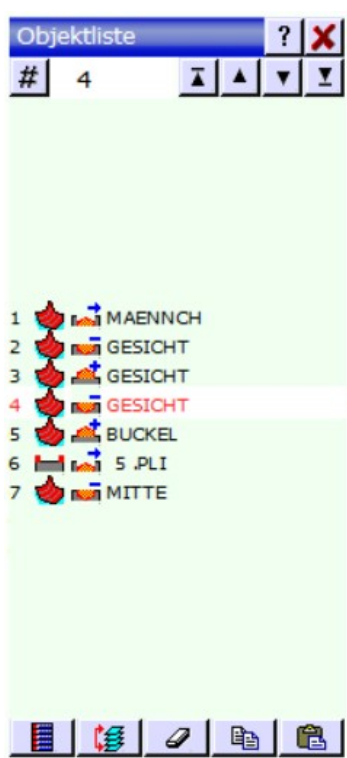 Objektliste ?
# 4
1 MAENNCH
2 GESICHT
3 GESICHT
4 GESICHT
5 BUCKEL
6 5 .PLI
7 MITTE